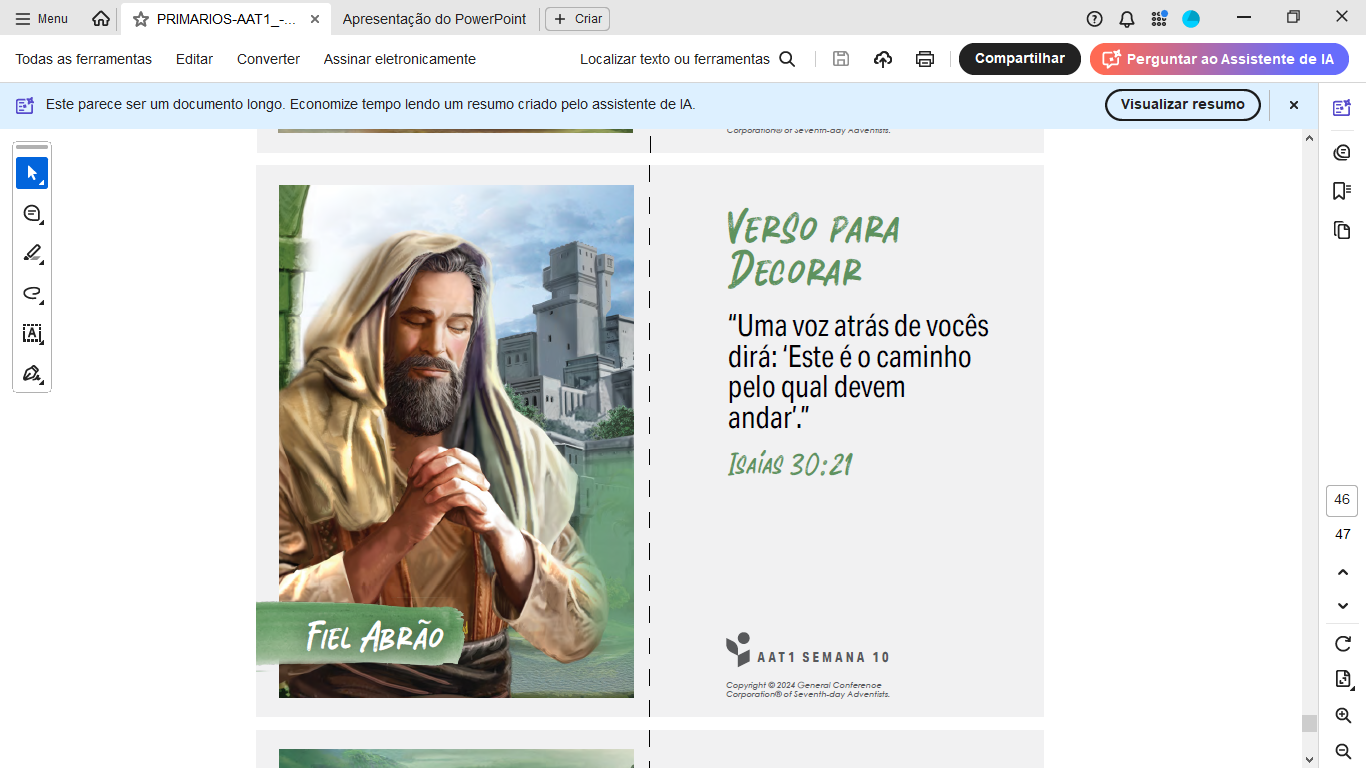 Menu
PRIMARIOS-AAT1_-...
Apresentação do PowerPoint
Criar
Todas as ferramentas
Editar
Converter
Assinar eletronicamente
Localizar texto ou ferramentas
Compartilhar
Perguntar ao Assistente de IA
Este parece ser um documento longo. Economize tempo lendo um resumo criado pelo assistente de IA.
Visualizar resumo
Corporation® of Seventh-day Adventists.
Verso para
Decorar
“Uma voz atrás de vocês
dirá: ‘Este é o caminho
pelo qual devem
andar’.”
Isaías 30:21
Fiel Abrão
AAT1 SEMANA 10
Copyright © 2024 General Conference
Corporation® of Seventh-day Adventists.
46
47